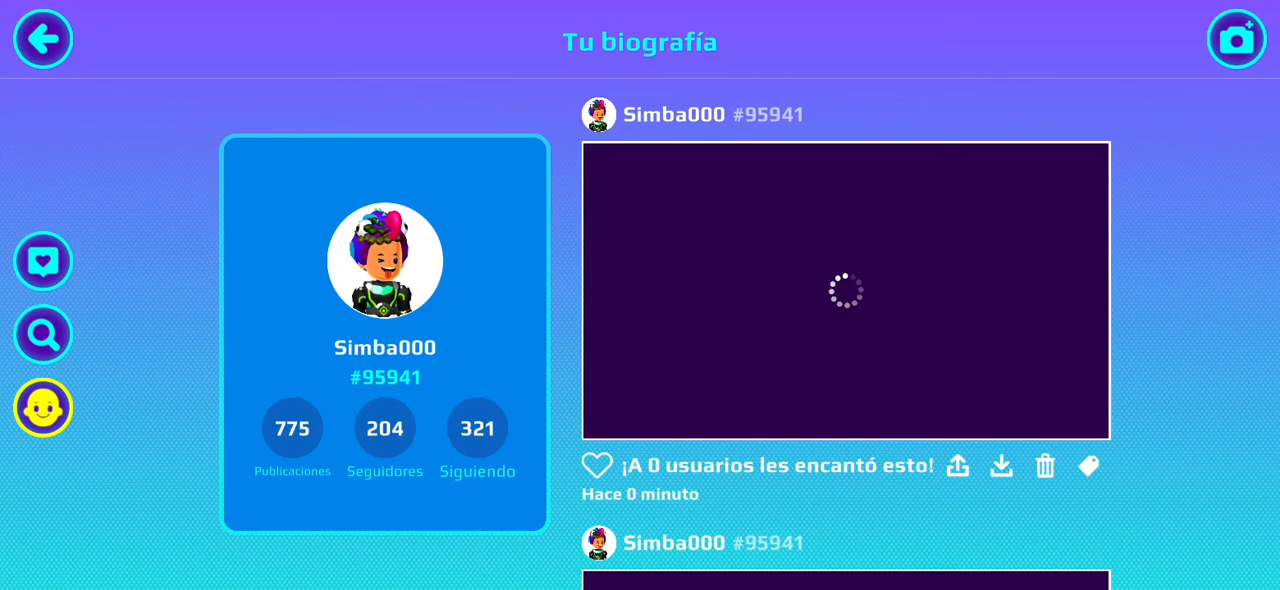 Tu biografía
Simba000 #95941
Simba000
#95941
775
204
321
Publicaciones
Seguidores
Siguiendo
¡A 0 usuarios les encantó esto!
Hace 0 minuto
Simba000 #95941